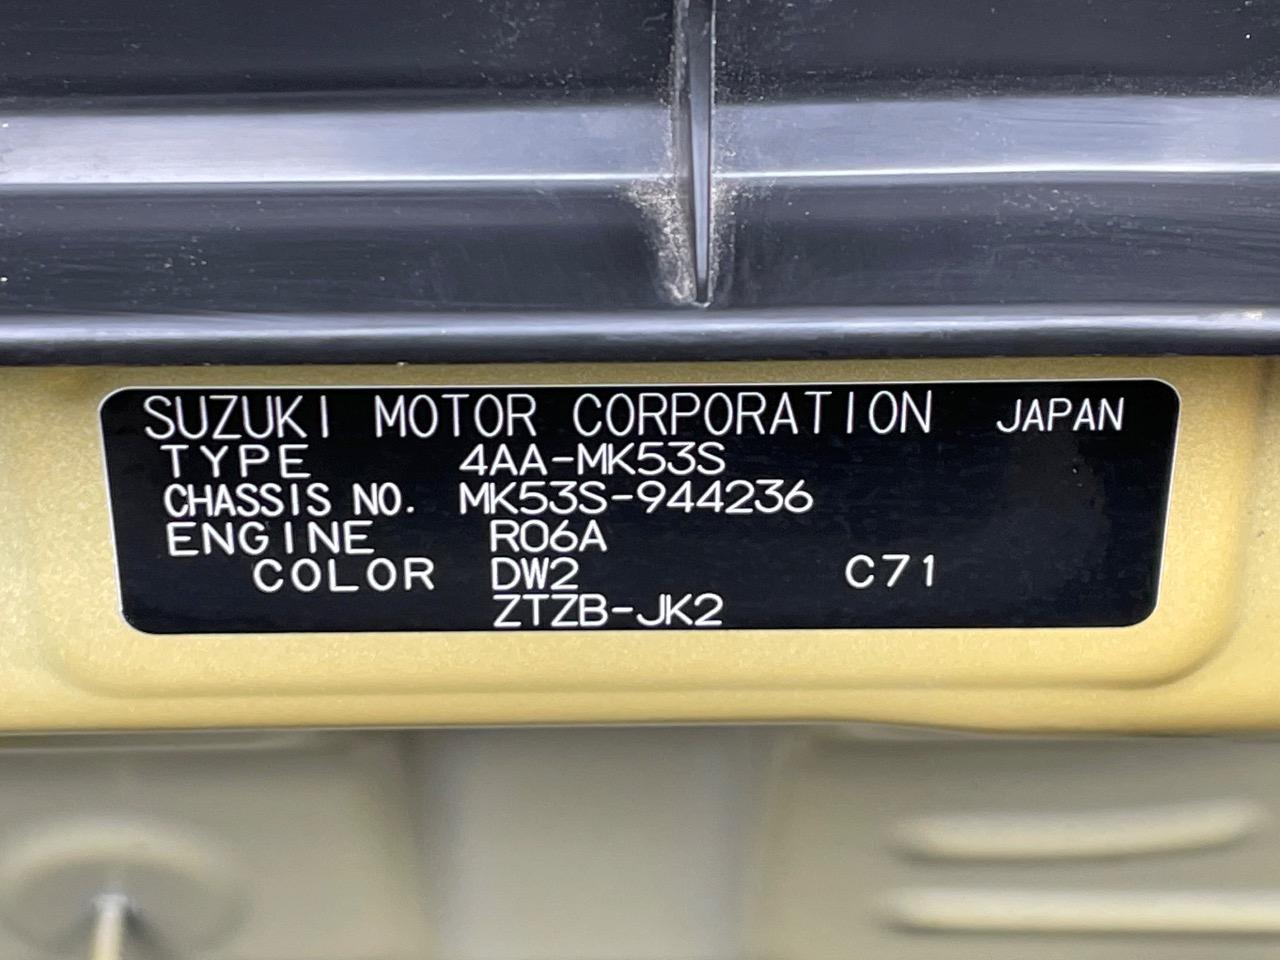 SUZUKI MOTOR CORPORATION JAPAN
TYPE 4AA-MK53S
CHASSIS NO. MK53S-944236
ENGINE R06A
COLOR DW2 C71
ZTZB-JK2